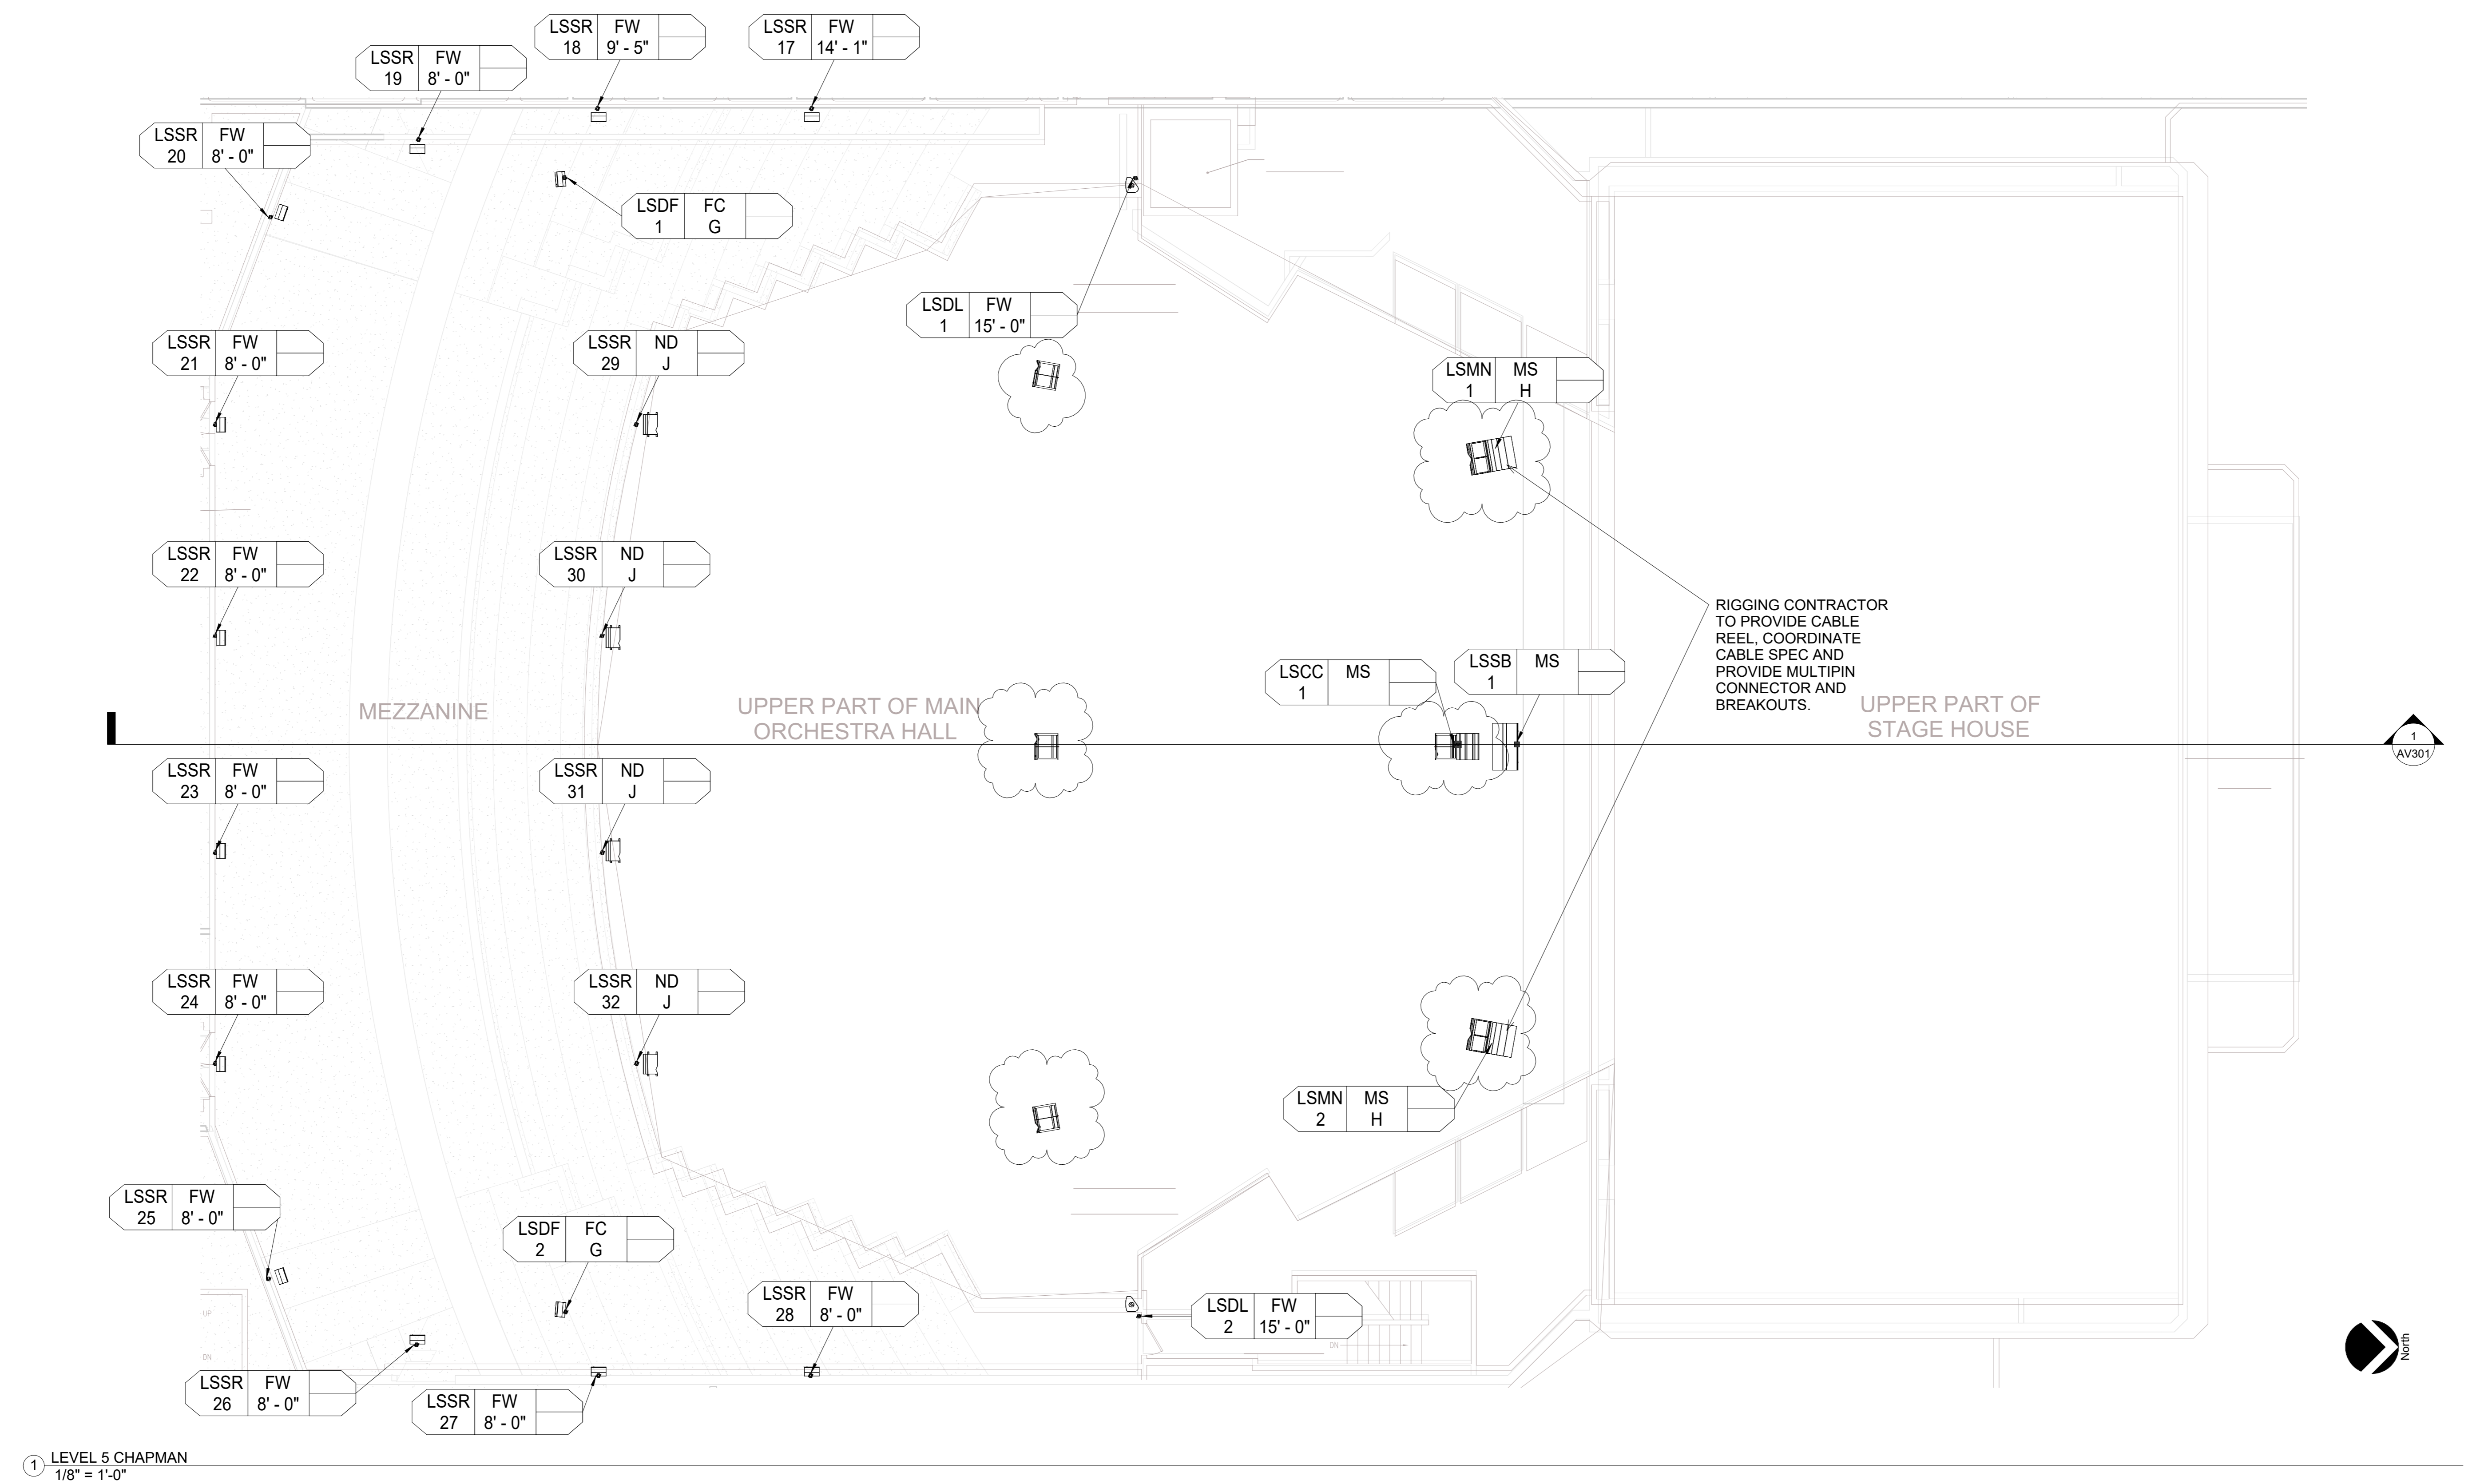 LSSR FW
18 9' - 5"
LSSR FW
17 14' - 1"
LSSR FW
19 8' - 0"
LSSR FW
20 8' - 0"
LSDF FC
1 G
LSDL FW
1 15' - 0"
LSSR FW
21 8' - 0"
LSSR ND
29 J
LSMN MS
1 H
LSSR FW
22 8' - 0"
LSSR ND
30 J
RIGGING CONTRACTOR
TO PROVIDE CABLE
REEL, COORDINATE
CABLE SPEC AND
PROVIDE MULTIPIN
CONNECTOR AND
BREAKOUTS.
LSCC MS
1
LSSB MS
1
MEZZANINE
UPPER PART OF MAIN
ORCHESTRA HALL
UPPER PART OF
STAGE HOUSE
1
AV301
LSSR FW
23 8' - 0"
LSSR ND
31 J
LSSR FW
24 8' - 0"
LSSR ND
32 J
LSMN MS
2 H
LSSR FW
25 8' - 0"
LSDF FC
2 G
LSSR FW
28 8' - 0"
LSDL FW
2 15' - 0"
UP
DN
DN
North
LSSR FW
26 8' - 0"
LSSR FW
27 8' - 0"
1 LEVEL 5 CHAPMAN
1/8" = 1'-0"